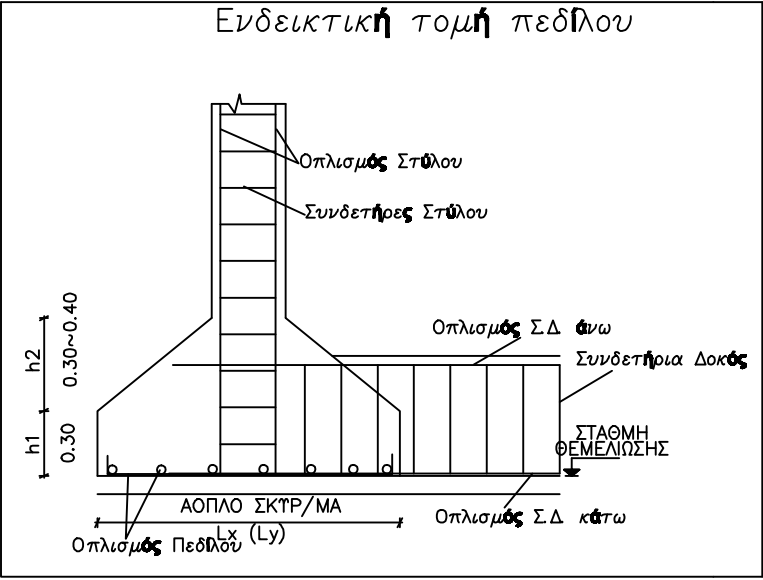 Ενδεικτική τομή πεδίλου
Οπλισμός Στύλου
Συνδετήρες Στύλου
h2
0.30~0.40
Οπλισμός Σ.Δ. άνω
Συνδετήρια Δοκός
h1
0.30
ΣΤΑΘΜΗ
ΘΕΜΕΛΙΩΣΗΣ
ΑΟΠΛΟ ΣΚΥΡ/ΜΑ
Οπλισμός Σ.Δ. κάτω
Lx (Ly)
Οπλισμός Πεδίλου